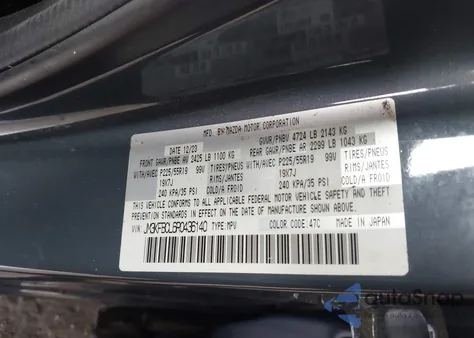 MFD. BY MAZDA MOTOR CORPORATION
DATE 12/23 GVWR/PNBV 4724 LB 2143 KG
FRONT GAWR/PNBE AV 2425 LB 1100 KG REAR GAWR/PNBE AR 2299 LB 1043 KG
WITH/AVEC P225/55R19 99V TIRES/PNEUS WITH/AVEC P225/55R19 99V TIRES/PNEUS
19X7J RIMS/JANTES 19X7J RIMS/JANTES
240 KPA/35 PSI COLD/A FROID 240 KPA/35 PSI COLD/A FROID
THIS VEHICLE CONFORMS TO ALL APPLICABLE FEDERAL MOTOR VEHICLE SAFETY,
BUMPER, AND THEFT PREVENTION STANDARDS IN EFFECT ON
THE DATE OF MANUFACTURE SHOWN ABOVE.
VIN: JM3KFBCL6R0436140 TYPE:MPV COLOR CODE: 47C MADE IN JAPAN
autoSnap